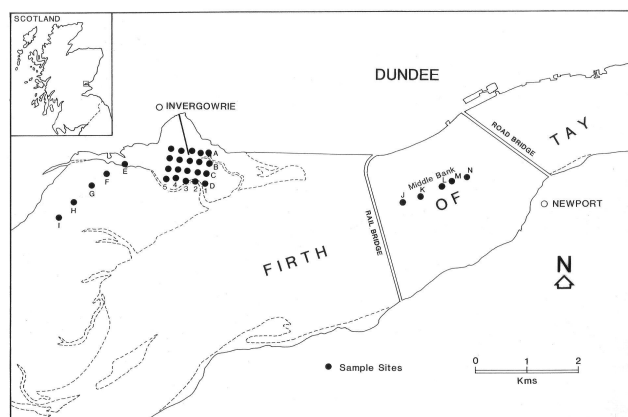 SCOTLAND
DUNDEE
INVERGOWRIE
ROAD BRIDGE
TAY
A
B
C
D
5 4 3 2 1
E
F
G
H
I
Middle Bank
J K L M N
OF
NEWPORT
RAIL BRIDGE
FIRTH
N
Sample Sites
0 1 2
Kms